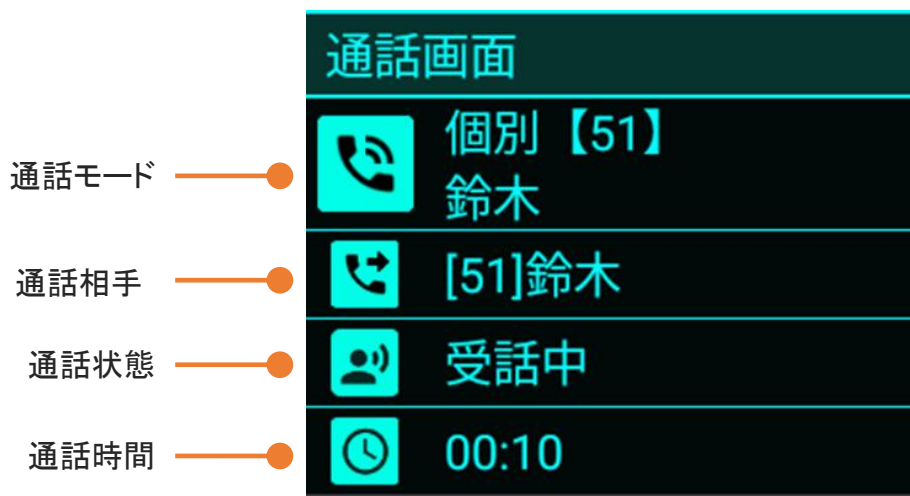 通話画面
通話モード
個別【51】
鈴木
通話相手
[51]鈴木
通話状態
受話中
通話時間
00:10